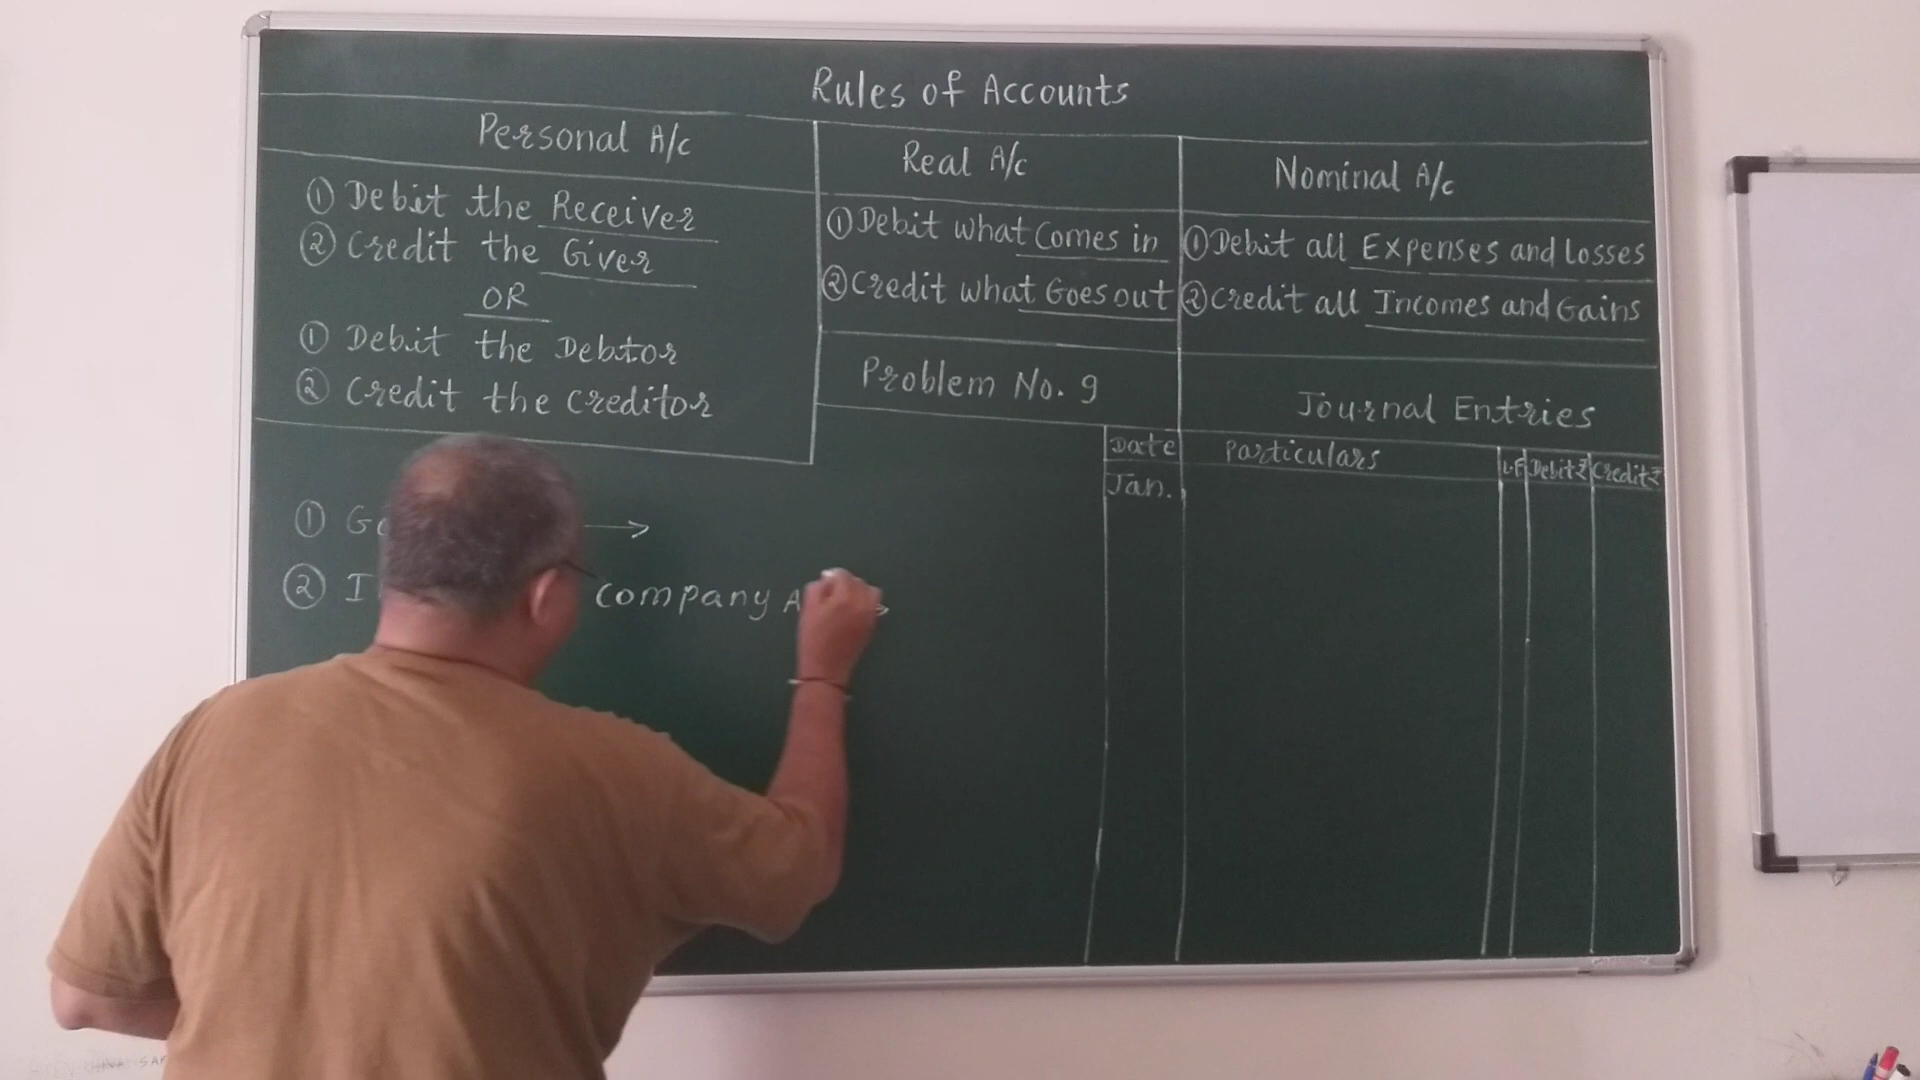 Rules of Accounts
Personal A/c
① Debit the Receiver
② Credit the Giver
OR
① Debit the Debtor
② Credit the Creditor
Real A/c
① Debit what Comes in
② Credit what Goes out
Nominal A/c
① Debit all Expenses and Losses
② Credit all Incomes and Gains
Problem No. 9
Journal Entries
Date Particulars L.F Debit ₹ Credit ₹
Jan.
① →
② company